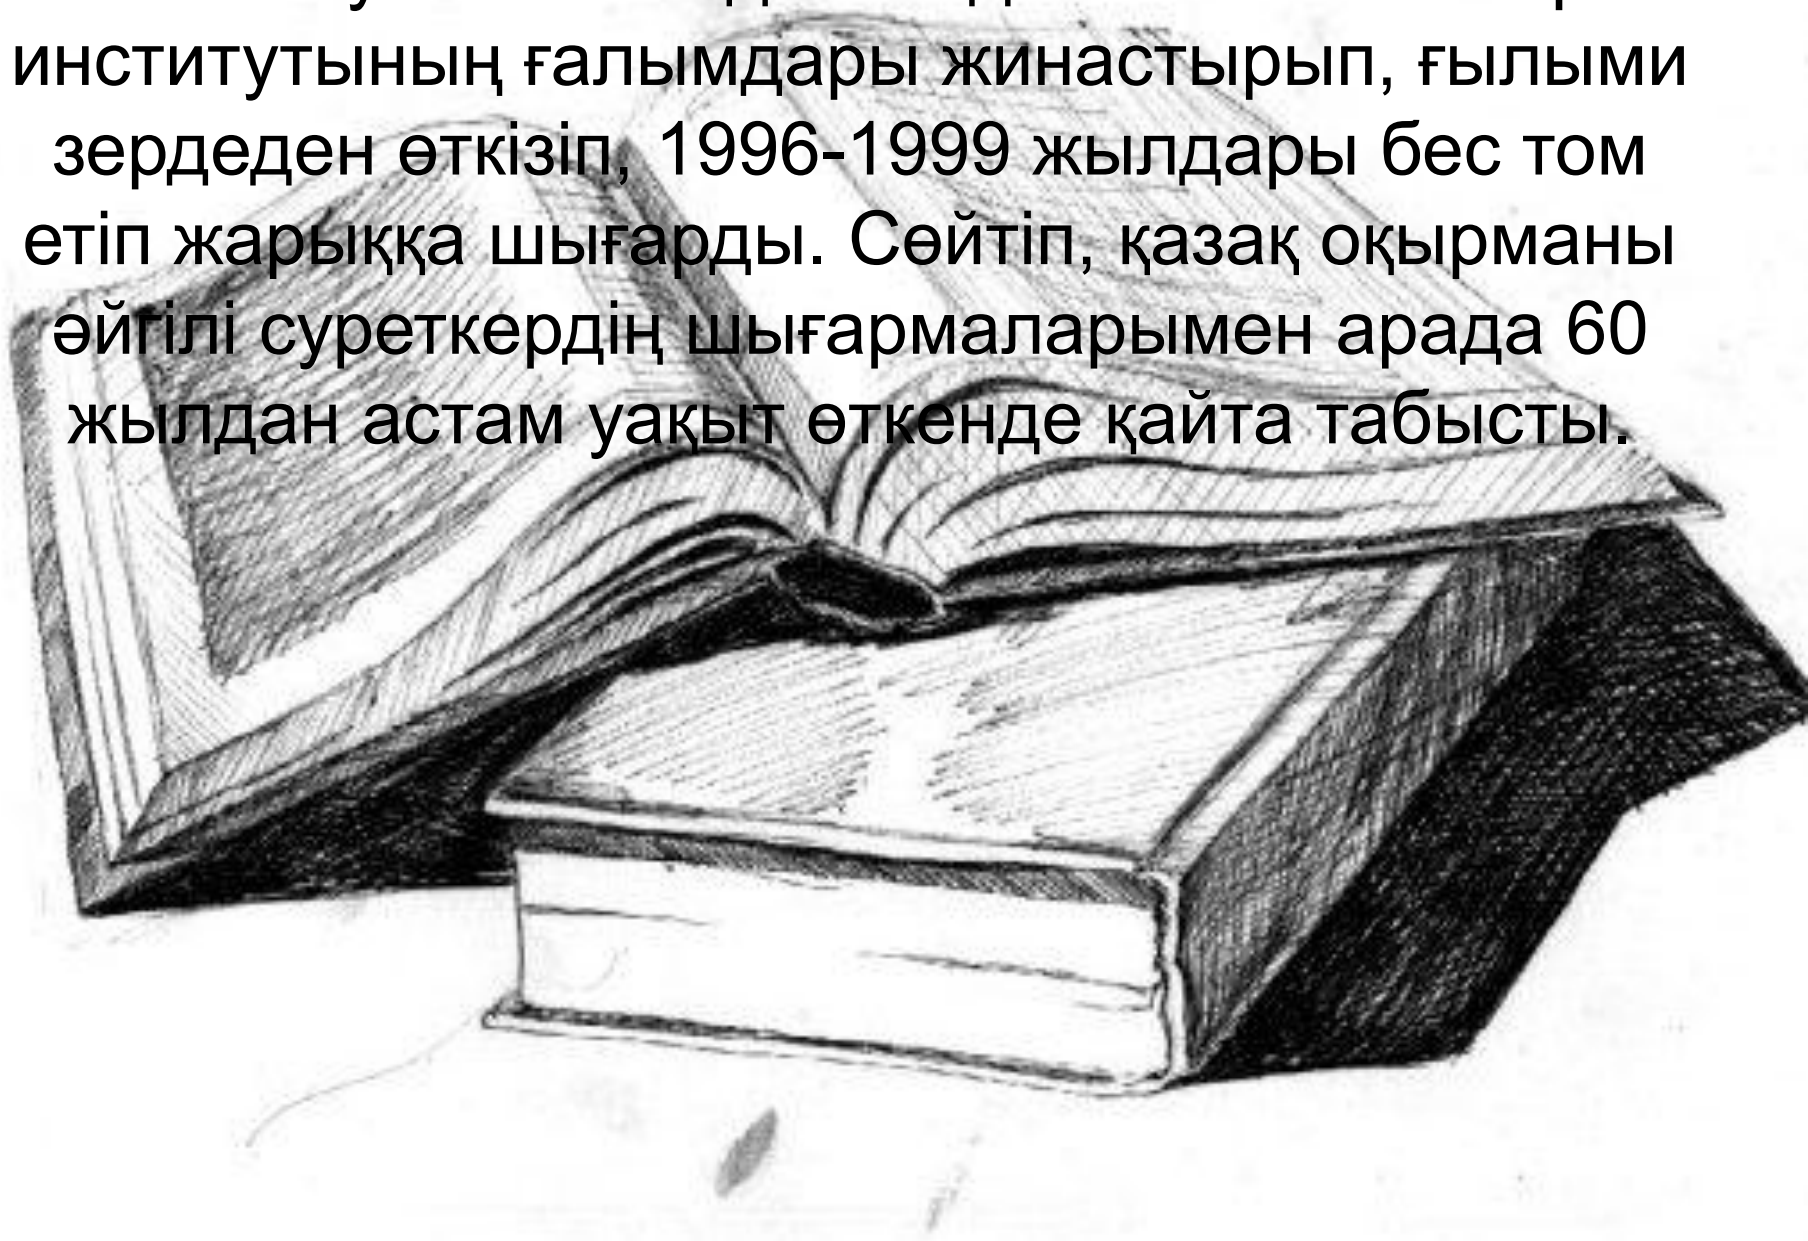 институтының ғалымдары жинастырып, ғылыми
зердеден өткізіп, 1996-1999 жылдары бес том
етіп жарыққа шығарды. Сөйтіп, қазақ оқырманы
әйгілі суреткердің шығармаларымен арада 60
жылдан астам уақыт өткенде қайта табысты.